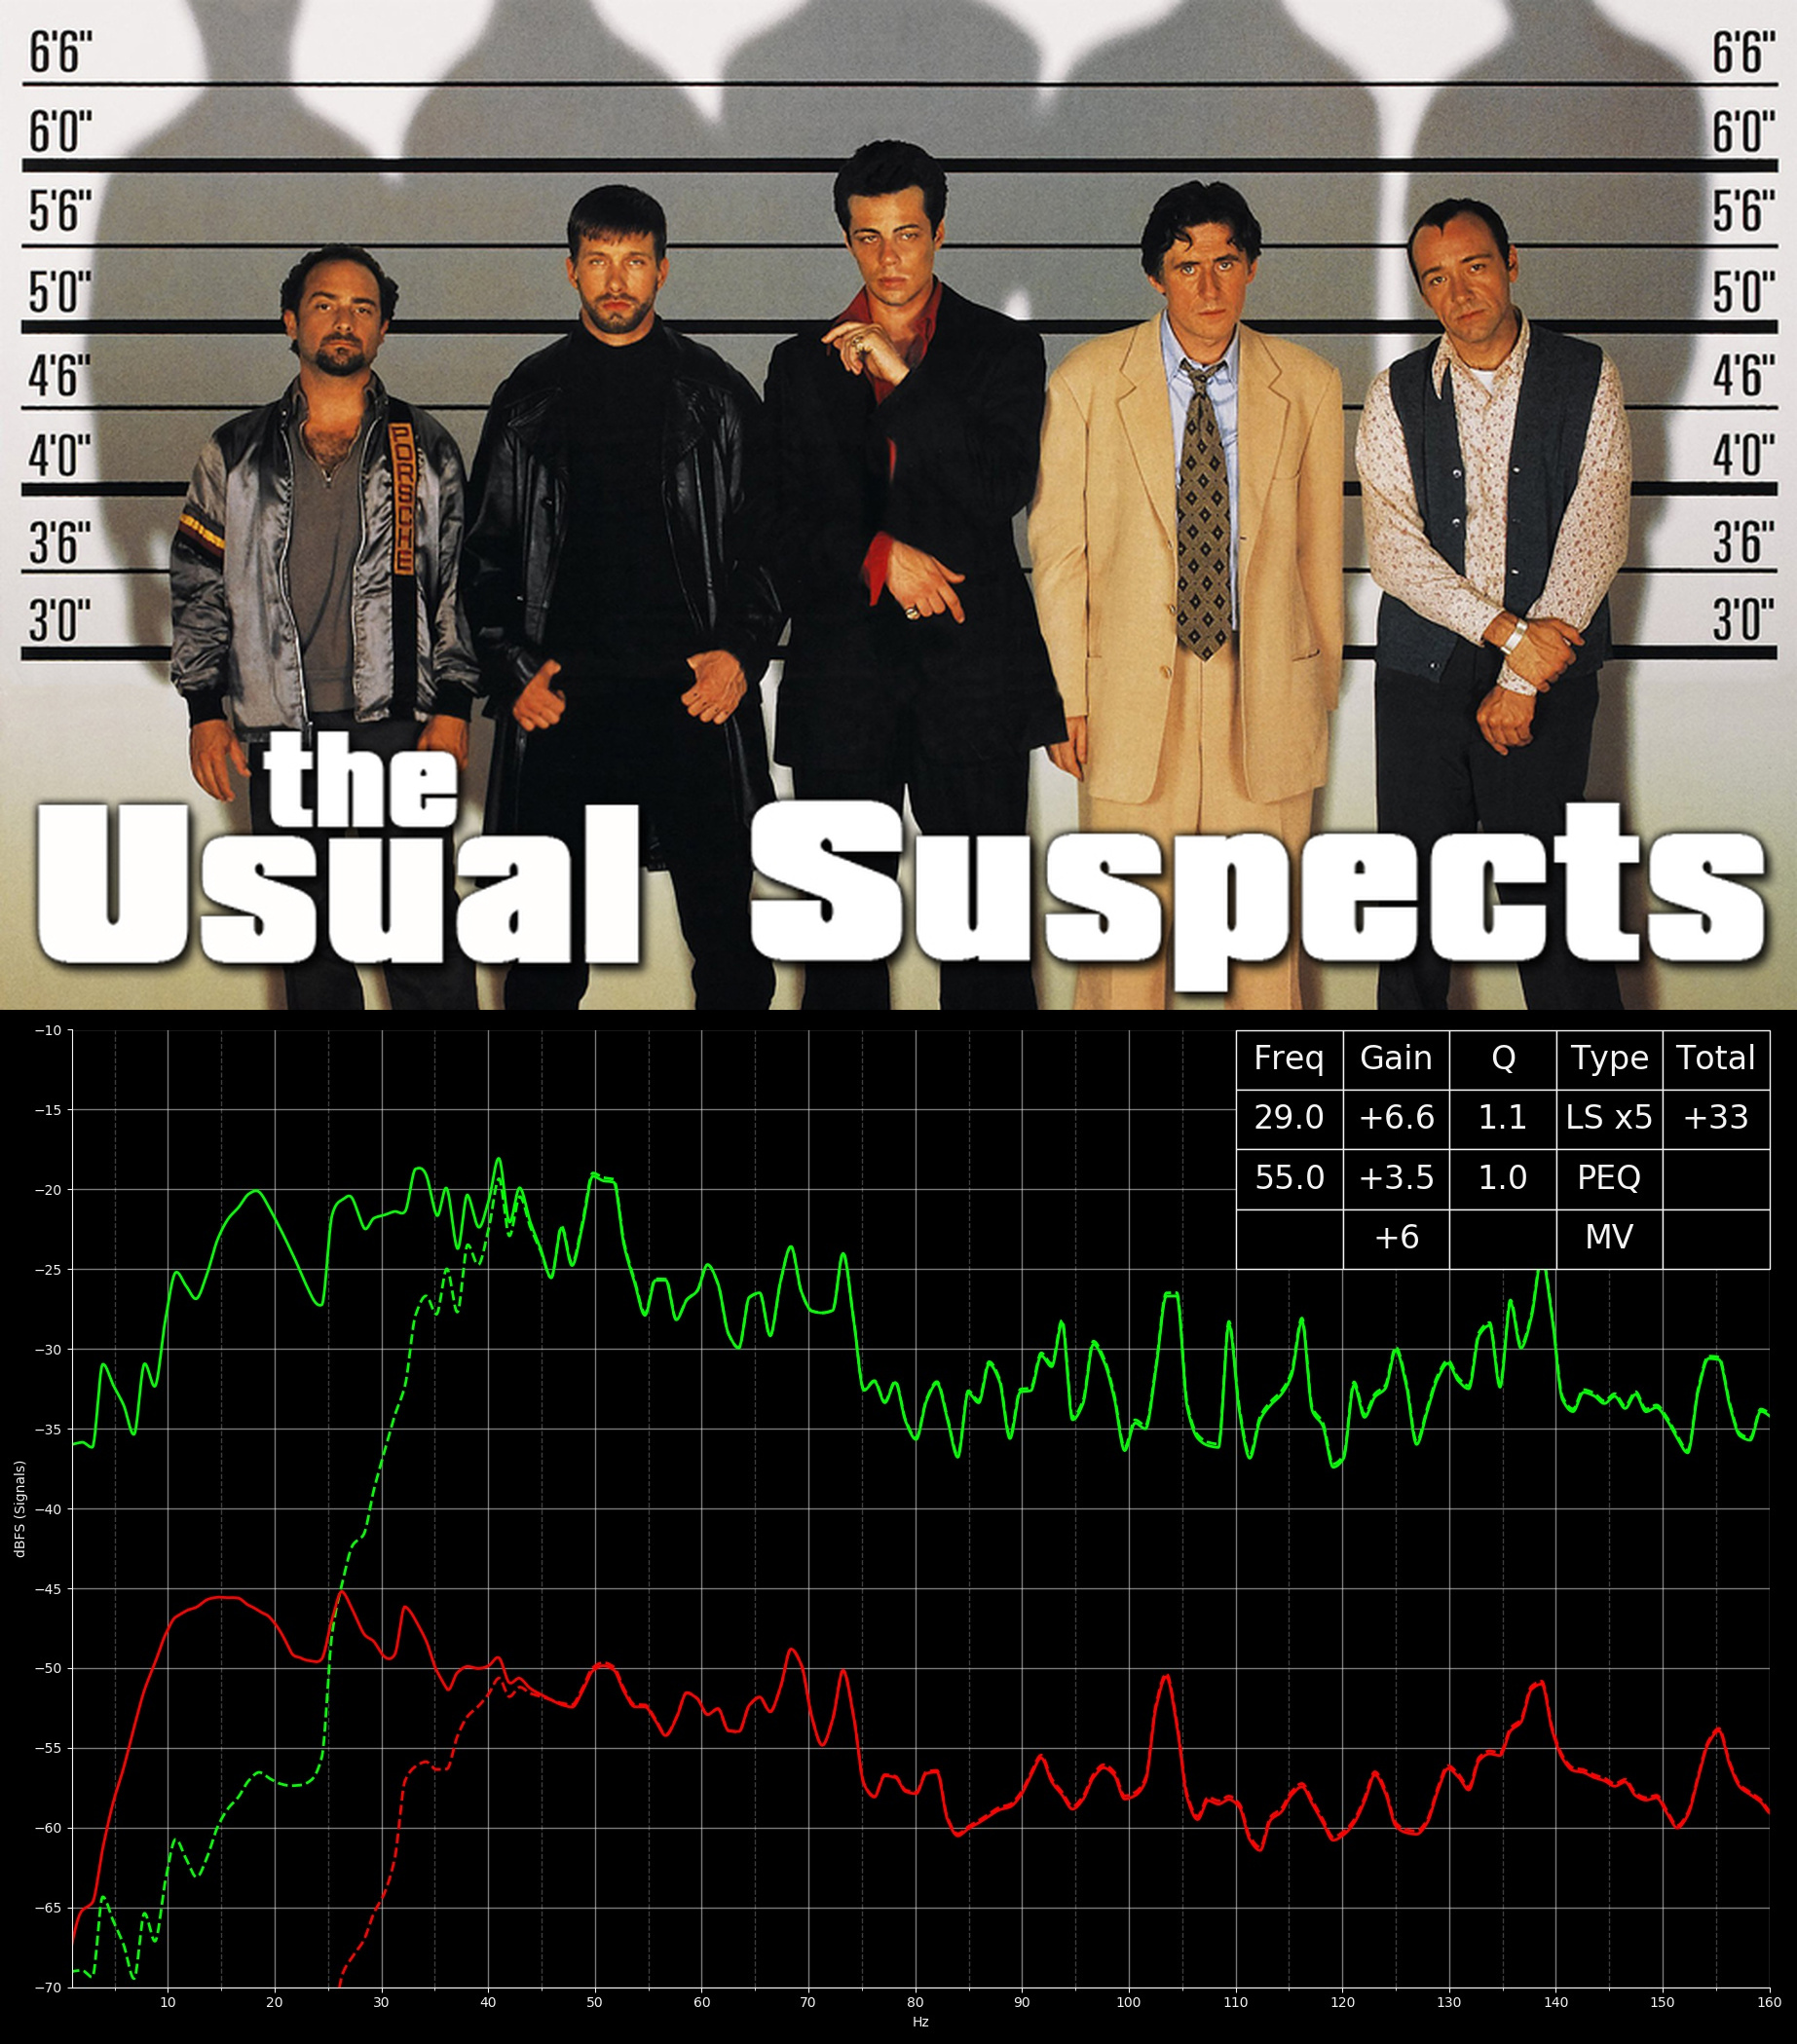 6'6" 6'6"
6'0" 6'0"
5'6" 5'6"
5'0" 5'0"
4'6" 4'6"
4'0" 4'0"
3'6" 3'6"
3'0" 3'0"
PORSCHE
the
Usual Suspects
Freq Gain Q Type Total
29.0 +6.6 1.1 LS x5 +33
55.0 +3.5 1.0 PEQ
+6 MV
−10
−15
−20
−25
−30
−35
−40
−45
−50
−55
−60
−65
−70
dBFS (Signals)
10 20 30 40 50 60 70 80 90 100 110 120 130 140 150 160
Hz